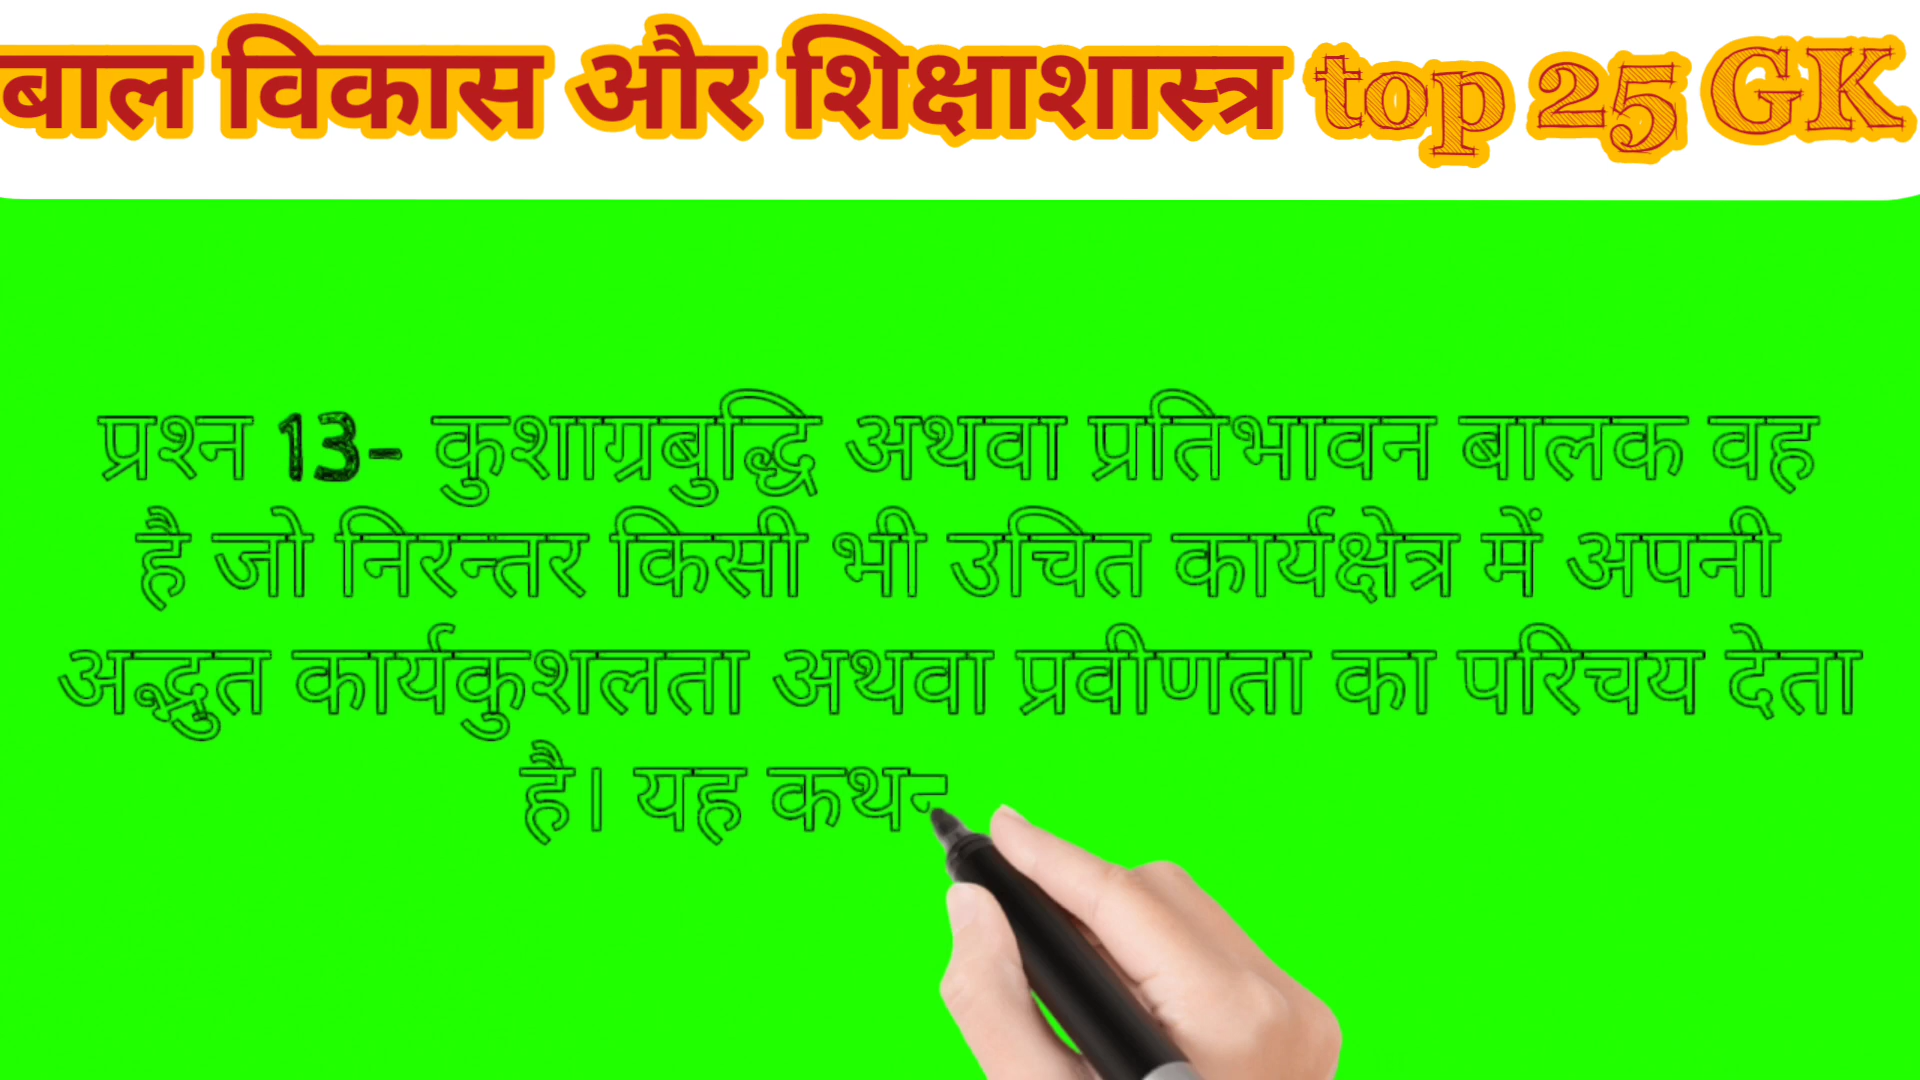 बाल विकास और शिक्षाशास्त्र top 25 GK
प्रश्न 13- कुशाग्रबुद्धि अथवा प्रतिभावन बालक वह
है जो निरन्तर किसी भी उचित कार्यक्षेत्र में अपनी
अद्भुत कार्यकुशलता अथवा प्रवीणता का परिचय देता
है। यह कथन